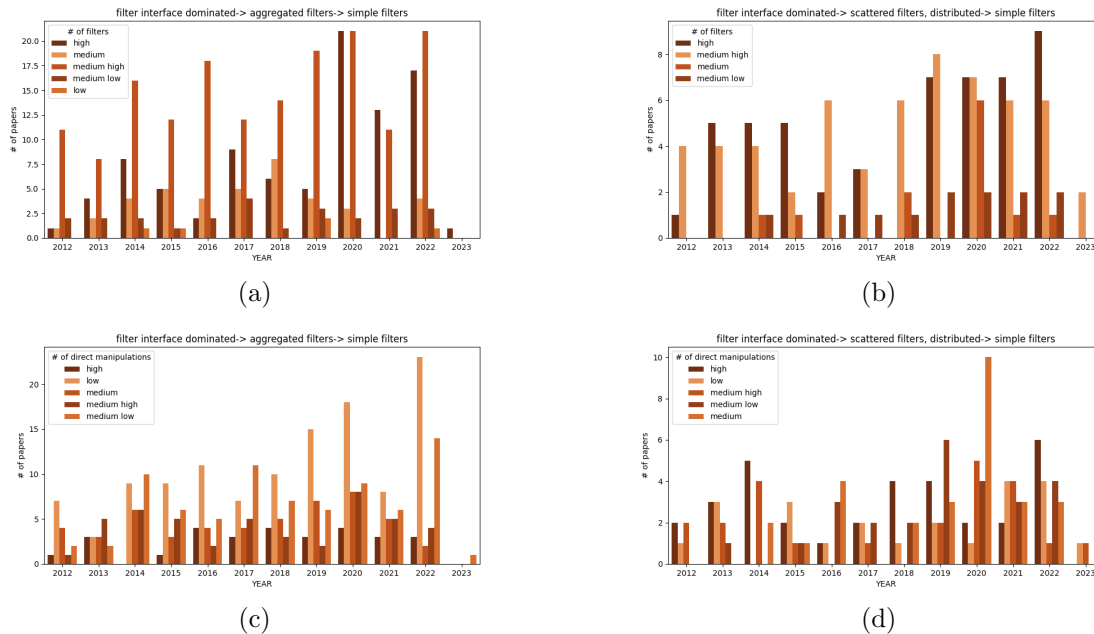 filter interface dominated-> aggregated filters-> simple filters
# of filters
high
medium
medium high
medium low
low
# of papers
20.0
17.5
15.0
12.5
10.0
7.5
5.0
2.5
0.0
2012 2013 2014 2015 2016 2017 2018 2019 2020 2021 2022 2023
YEAR
(a)
filter interface dominated-> scattered filters, distributed-> simple filters
# of filters
high
medium high
medium
medium low
# of papers
8
6
4
2
0
2012 2013 2014 2015 2016 2017 2018 2019 2020 2021 2022 2023
YEAR
(b)
filter interface dominated-> aggregated filters-> simple filters
# of direct manipulations
high
low
medium
medium high
medium low
# of papers
20
15
10
5
0
2012 2013 2014 2015 2016 2017 2018 2019 2020 2021 2022 2023
YEAR
(c)
filter interface dominated-> scattered filters, distributed-> simple filters
# of direct manipulations
high
low
medium high
medium low
medium
# of papers
10
8
6
4
2
0
2012 2013 2014 2015 2016 2017 2018 2019 2020 2021 2022 2023
YEAR
(d)